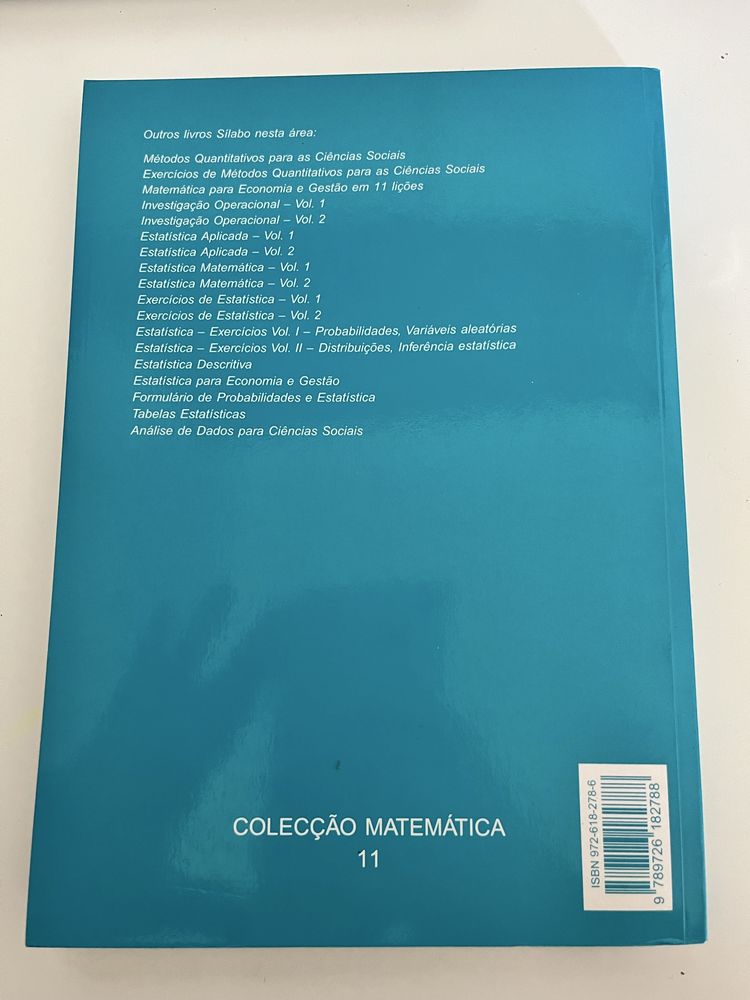 Outros livros Sílabo nesta área:
Métodos Quantitativos para as Ciências Sociais
Exercícios de Métodos Quantitativos para as Ciências Sociais
Matemática para Economia e Gestão em 11 lições
Investigação Operacional – Vol. 1
Investigação Operacional – Vol. 2
Estatística Aplicada – Vol. 1
Estatística Aplicada – Vol. 2
Estatística Matemática – Vol. 1
Estatística Matemática – Vol. 2
Exercícios de Estatística – Vol. 1
Exercícios de Estatística – Vol. 2
Estatística – Exercícios Vol. I – Probabilidades, Variáveis aleatórias
Estatística – Exercícios Vol. II – Distribuições, Inferência estatística
Estatística Descritiva
Estatística para Economia e Gestão
Formulário de Probabilidades e Estatística
Tabelas Estatísticas
Análise de Dados para Ciências Sociais
COLECÇÃO MATEMÁTICA
11
ISBN 972-618-278-6
9 789726 182788